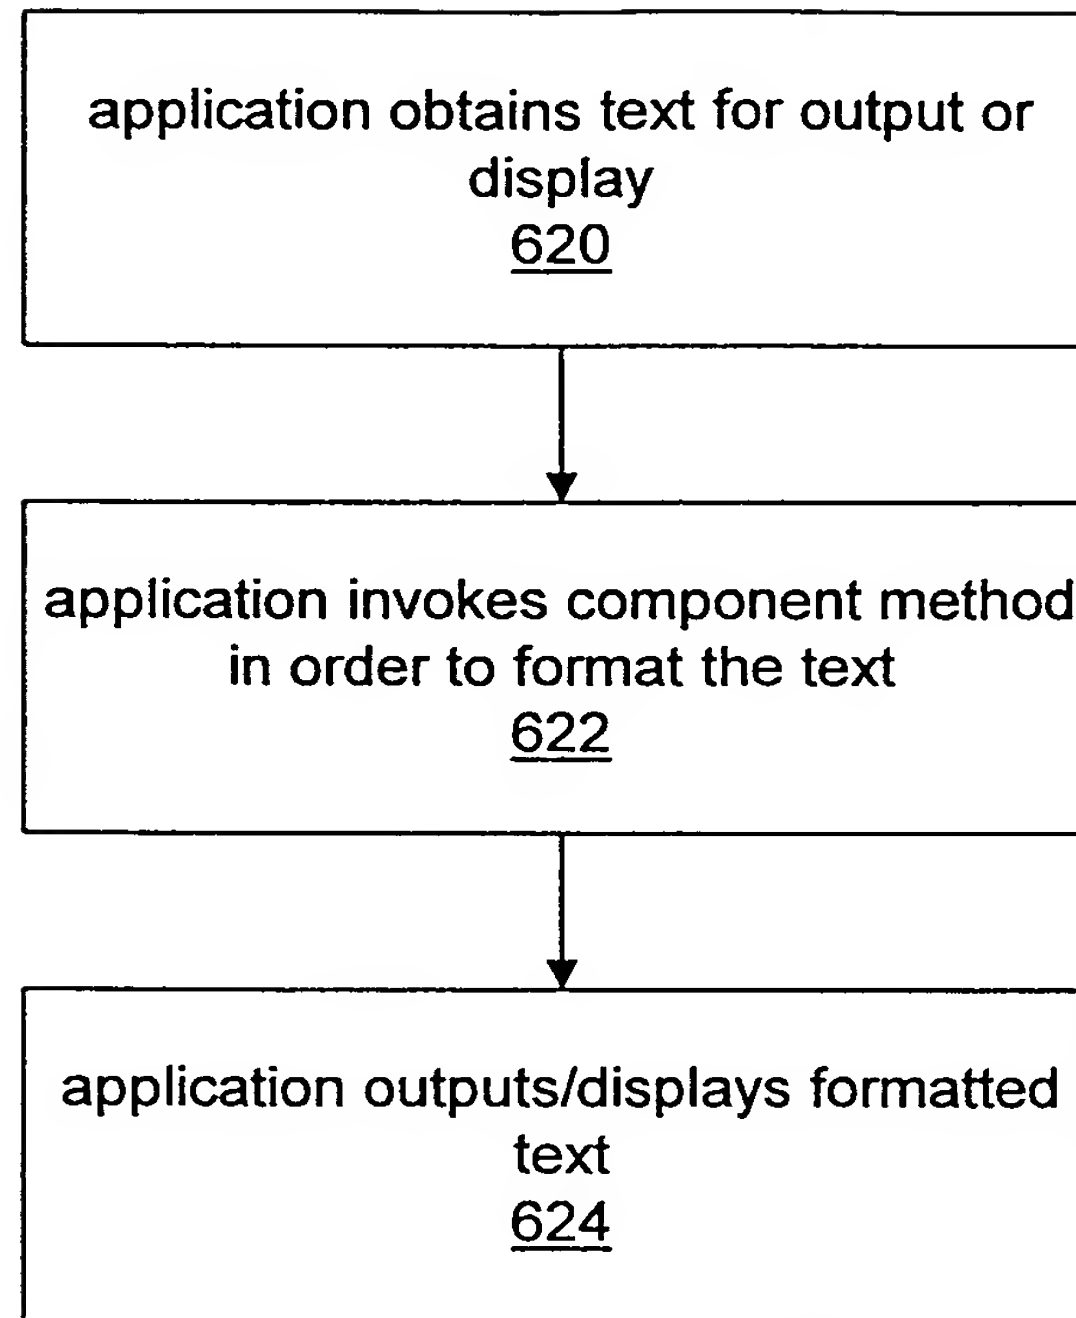 application obtains text for output or
display
620
application invokes component method
in order to format the text
622
application outputs/displays formatted
text
624